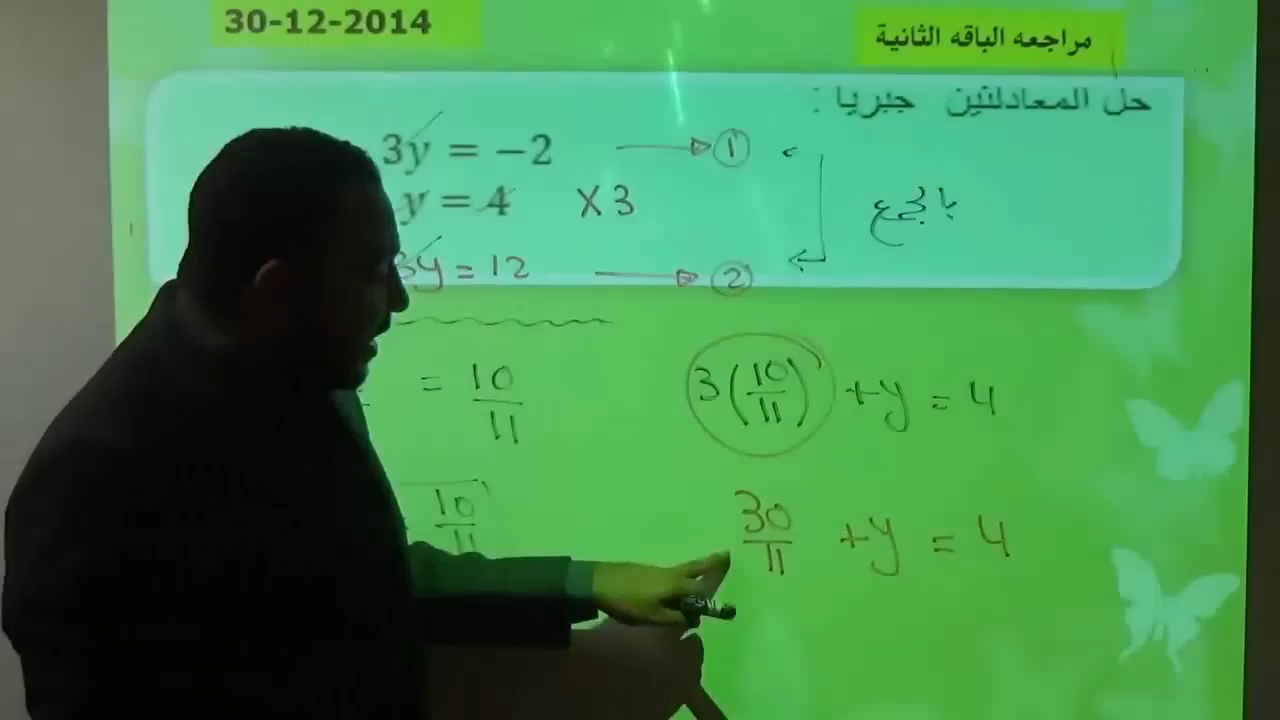 30-12-2014
مراجعه الباقه الثانية
حل المعادلتين جبريا :
3y = −2 ①
y = 4 X 3
3y = 12 ②
بالجمع
= 10/11
3(10/11) + y = 4
10/11
30/11 + y = 4